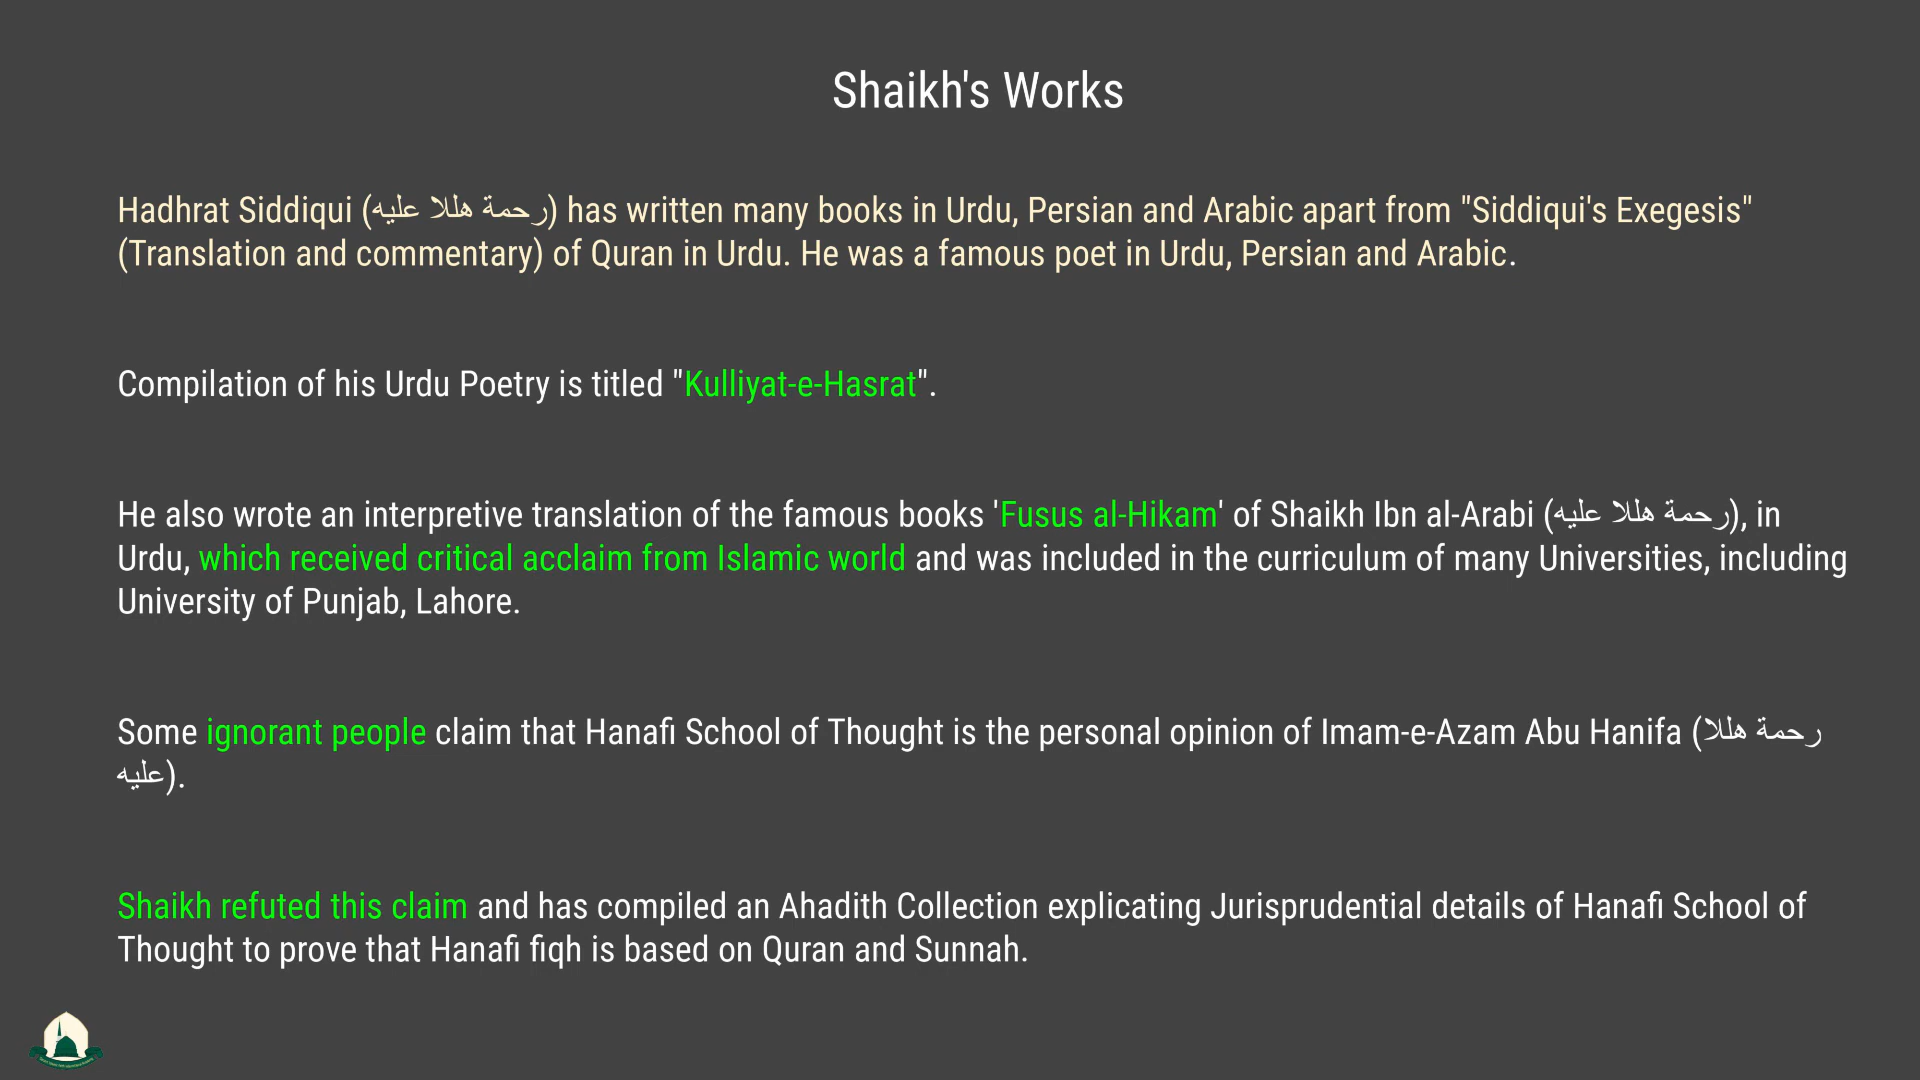 Shaikh's Works
Hadhrat Siddiqui (رحمة هللا عليه) has written many books in Urdu, Persian and Arabic apart from "Siddiqui's Exegesis"
(Translation and commentary) of Quran in Urdu. He was a famous poet in Urdu, Persian and Arabic.
Compilation of his Urdu Poetry is titled "Kulliyat-e-Hasrat".
He also wrote an interpretive translation of the famous books 'Fusus al-Hikam' of Shaikh Ibn al-Arabi (رحمة هللا عليه), in
Urdu, which received critical acclaim from Islamic world and was included in the curriculum of many Universities, including
University of Punjab, Lahore.
Some ignorant people claim that Hanafi School of Thought is the personal opinion of Imam-e-Azam Abu Hanifa (رحمة هللا
عليه).
Shaikh refuted this claim and has compiled an Ahadith Collection explicating Jurisprudential details of Hanafi School of
Thought to prove that Hanafi fiqh is based on Quran and Sunnah.